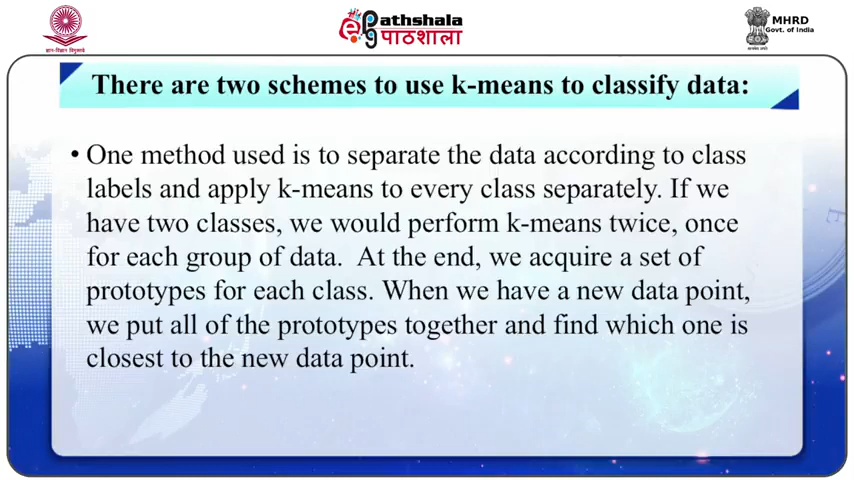 ePathshala
पाठशाला
MHRD
Govt. of India
There are two schemes to use k-means to classify data:
• One method used is to separate the data according to class
labels and apply k-means to every class separately. If we
have two classes, we would perform k-means twice, once
for each group of data.  At the end, we acquire a set of
prototypes for each class. When we have a new data point,
we put all of the prototypes together and find which one is
closest to the new data point.